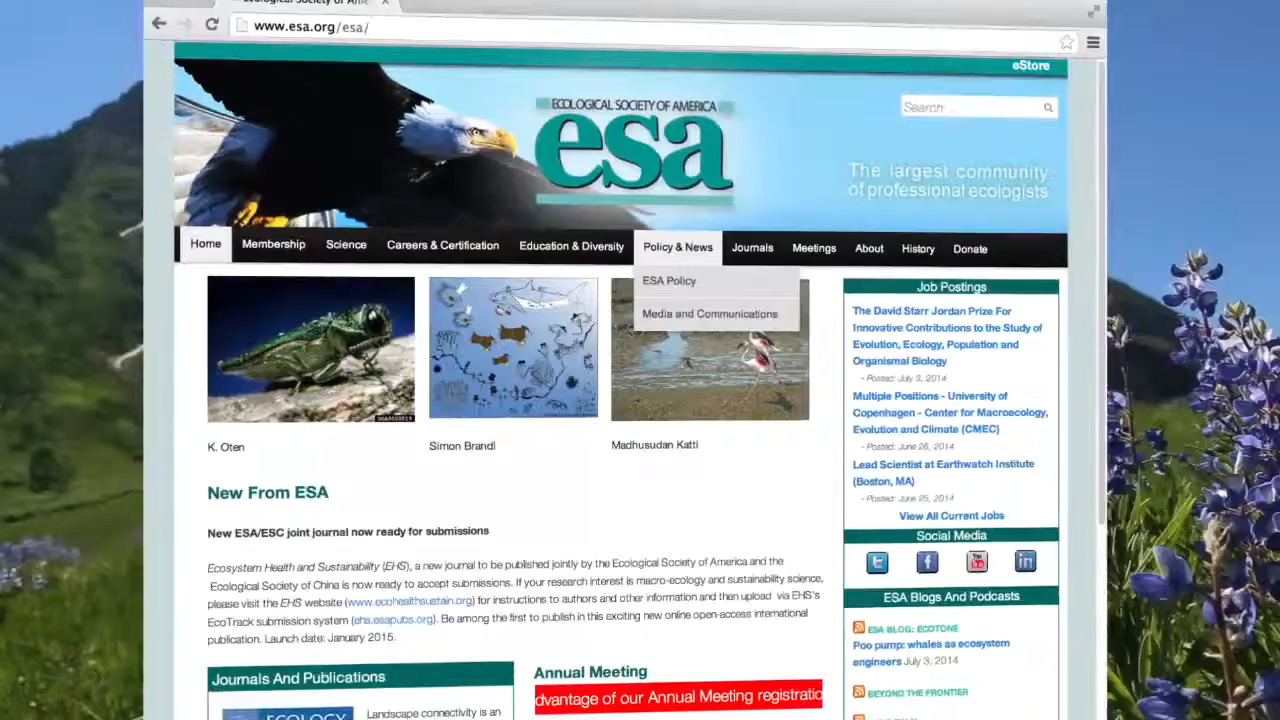 www.esa.org/esa/
eStore
ECOLOGICAL SOCIETY OF AMERICA
esa
Search ...
The largest community
of professional ecologists
Home Membership Science Careers & Certification Education & Diversity Policy & News Journals Meetings About History Donate
ESA Policy
Media and Communications
K. Oten
Simon Brandl
Madhusudan Katti
New From ESA
New ESA/ESC joint journal now ready for submissions
Ecosystem Health and Sustainability (EHS), a new journal to be published jointly by the Ecological Society of America and the
Ecological Society of China is now ready to accept submissions. If your research interest is macro-ecology and sustainability science,
please visit the EHS website (www.ecohealthsustain.org) for instructions to authors and other information and then upload via EHS's
EcoTrack submission system (ehs.esapubs.org). Be among the first to publish in this exciting new online open-access international
publication. Launch date: January 2015.
Journals And Publications
ECOLOGY
Landscape connectivity is an
Annual Meeting
dvantage of our Annual Meeting registratio
Job Postings
The David Starr Jordan Prize For
Innovative Contributions to the Study of
Evolution, Ecology, Population and
Organismal Biology
- Posted: July 3, 2014
Multiple Positions - University of
Copenhagen - Center for Macroecology,
Evolution and Climate (CMEC)
- Posted: June 26, 2014
Lead Scientist at Earthwatch Institute
(Boston, MA)
- Posted: June 25, 2014
View All Current Jobs
Social Media
ESA Blogs And Podcasts
ESA BLOG: ECOTONE
Poo pump: whales as ecosystem
engineers July 3, 2014
BEYOND THE FRONTIER